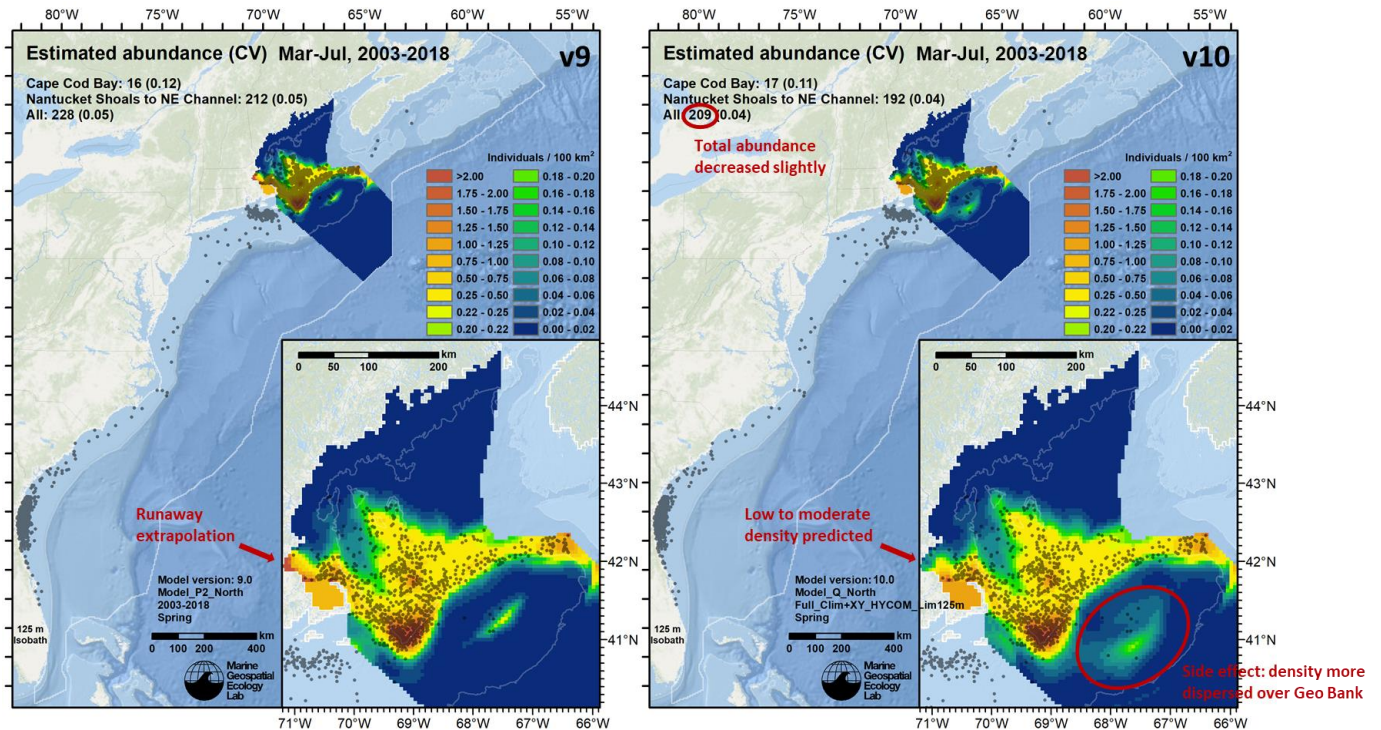 80°W 75°W 70°W 65°W 60°W 55°W
Estimated abundance (CV) Mar-Jul, 2003-2018 v9
Cape Cod Bay: 16 (0.12)
Nantucket Shoals to NE Channel: 212 (0.05)
All: 228 (0.05)
Individuals / 100 km2
>2.00 0.18 - 0.20
1.75 - 2.00 0.16 - 0.18
1.50 - 1.75 0.14 - 0.16
1.25 - 1.50 0.12 - 0.14
1.00 - 1.25 0.10 - 0.12
0.75 - 1.00 0.08 - 0.10
0.50 - 0.75 0.06 - 0.08
0.25 - 0.50 0.04 - 0.06
0.22 - 0.25 0.02 - 0.04
0.20 - 0.22 0.00 - 0.02
km
0 50 100 200
44°N
43°N
42°N
41°N
Runaway
extrapolation
Model version: 9.0
Model_P2_North
2003-2018
Spring
125 m
Isobath
km
0 100 200 400
Marine
Geospatial
Ecology
Lab
71°W 70°W 69°W 68°W 67°W 66°W
80°W 75°W 70°W 65°W 60°W 55°W
Estimated abundance (CV) Mar-Jul, 2003-2018 v10
Cape Cod Bay: 17 (0.11)
Nantucket Shoals to NE Channel: 192 (0.04)
All: 209 (0.04)
Total abundance
decreased slightly
Individuals / 100 km2
>2.00 0.18 - 0.20
1.75 - 2.00 0.16 - 0.18
1.50 - 1.75 0.14 - 0.16
1.25 - 1.50 0.12 - 0.14
1.00 - 1.25 0.10 - 0.12
0.75 - 1.00 0.08 - 0.10
0.50 - 0.75 0.06 - 0.08
0.25 - 0.50 0.04 - 0.06
0.22 - 0.25 0.02 - 0.04
0.20 - 0.22 0.00 - 0.02
km
0 50 100 200
44°N
43°N
42°N
41°N
Low to moderate
density predicted
Model version: 10.0
Model_Q_North
Full_Clim+XY_HYCOM_ im125m
Spring
125 m
Isobath
km
0 100 200 400
Marine
Geospatial
Ecology
Lab
Side effect: density more
dispersed over Geo Bank
71°W 70°W 69°W 68°W 67°W 66°W